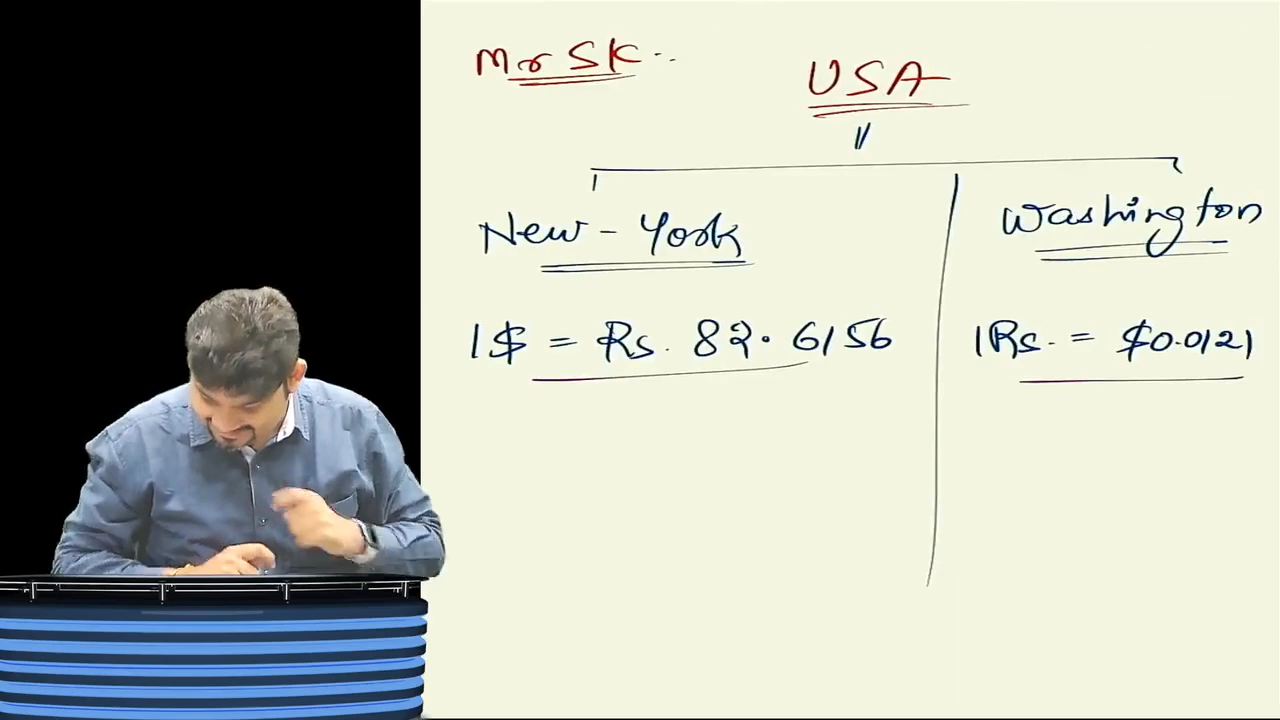 Mr SK..
USA
New-York
Washington
1$ = Rs. 82.6156
1Rs. = $0.0121